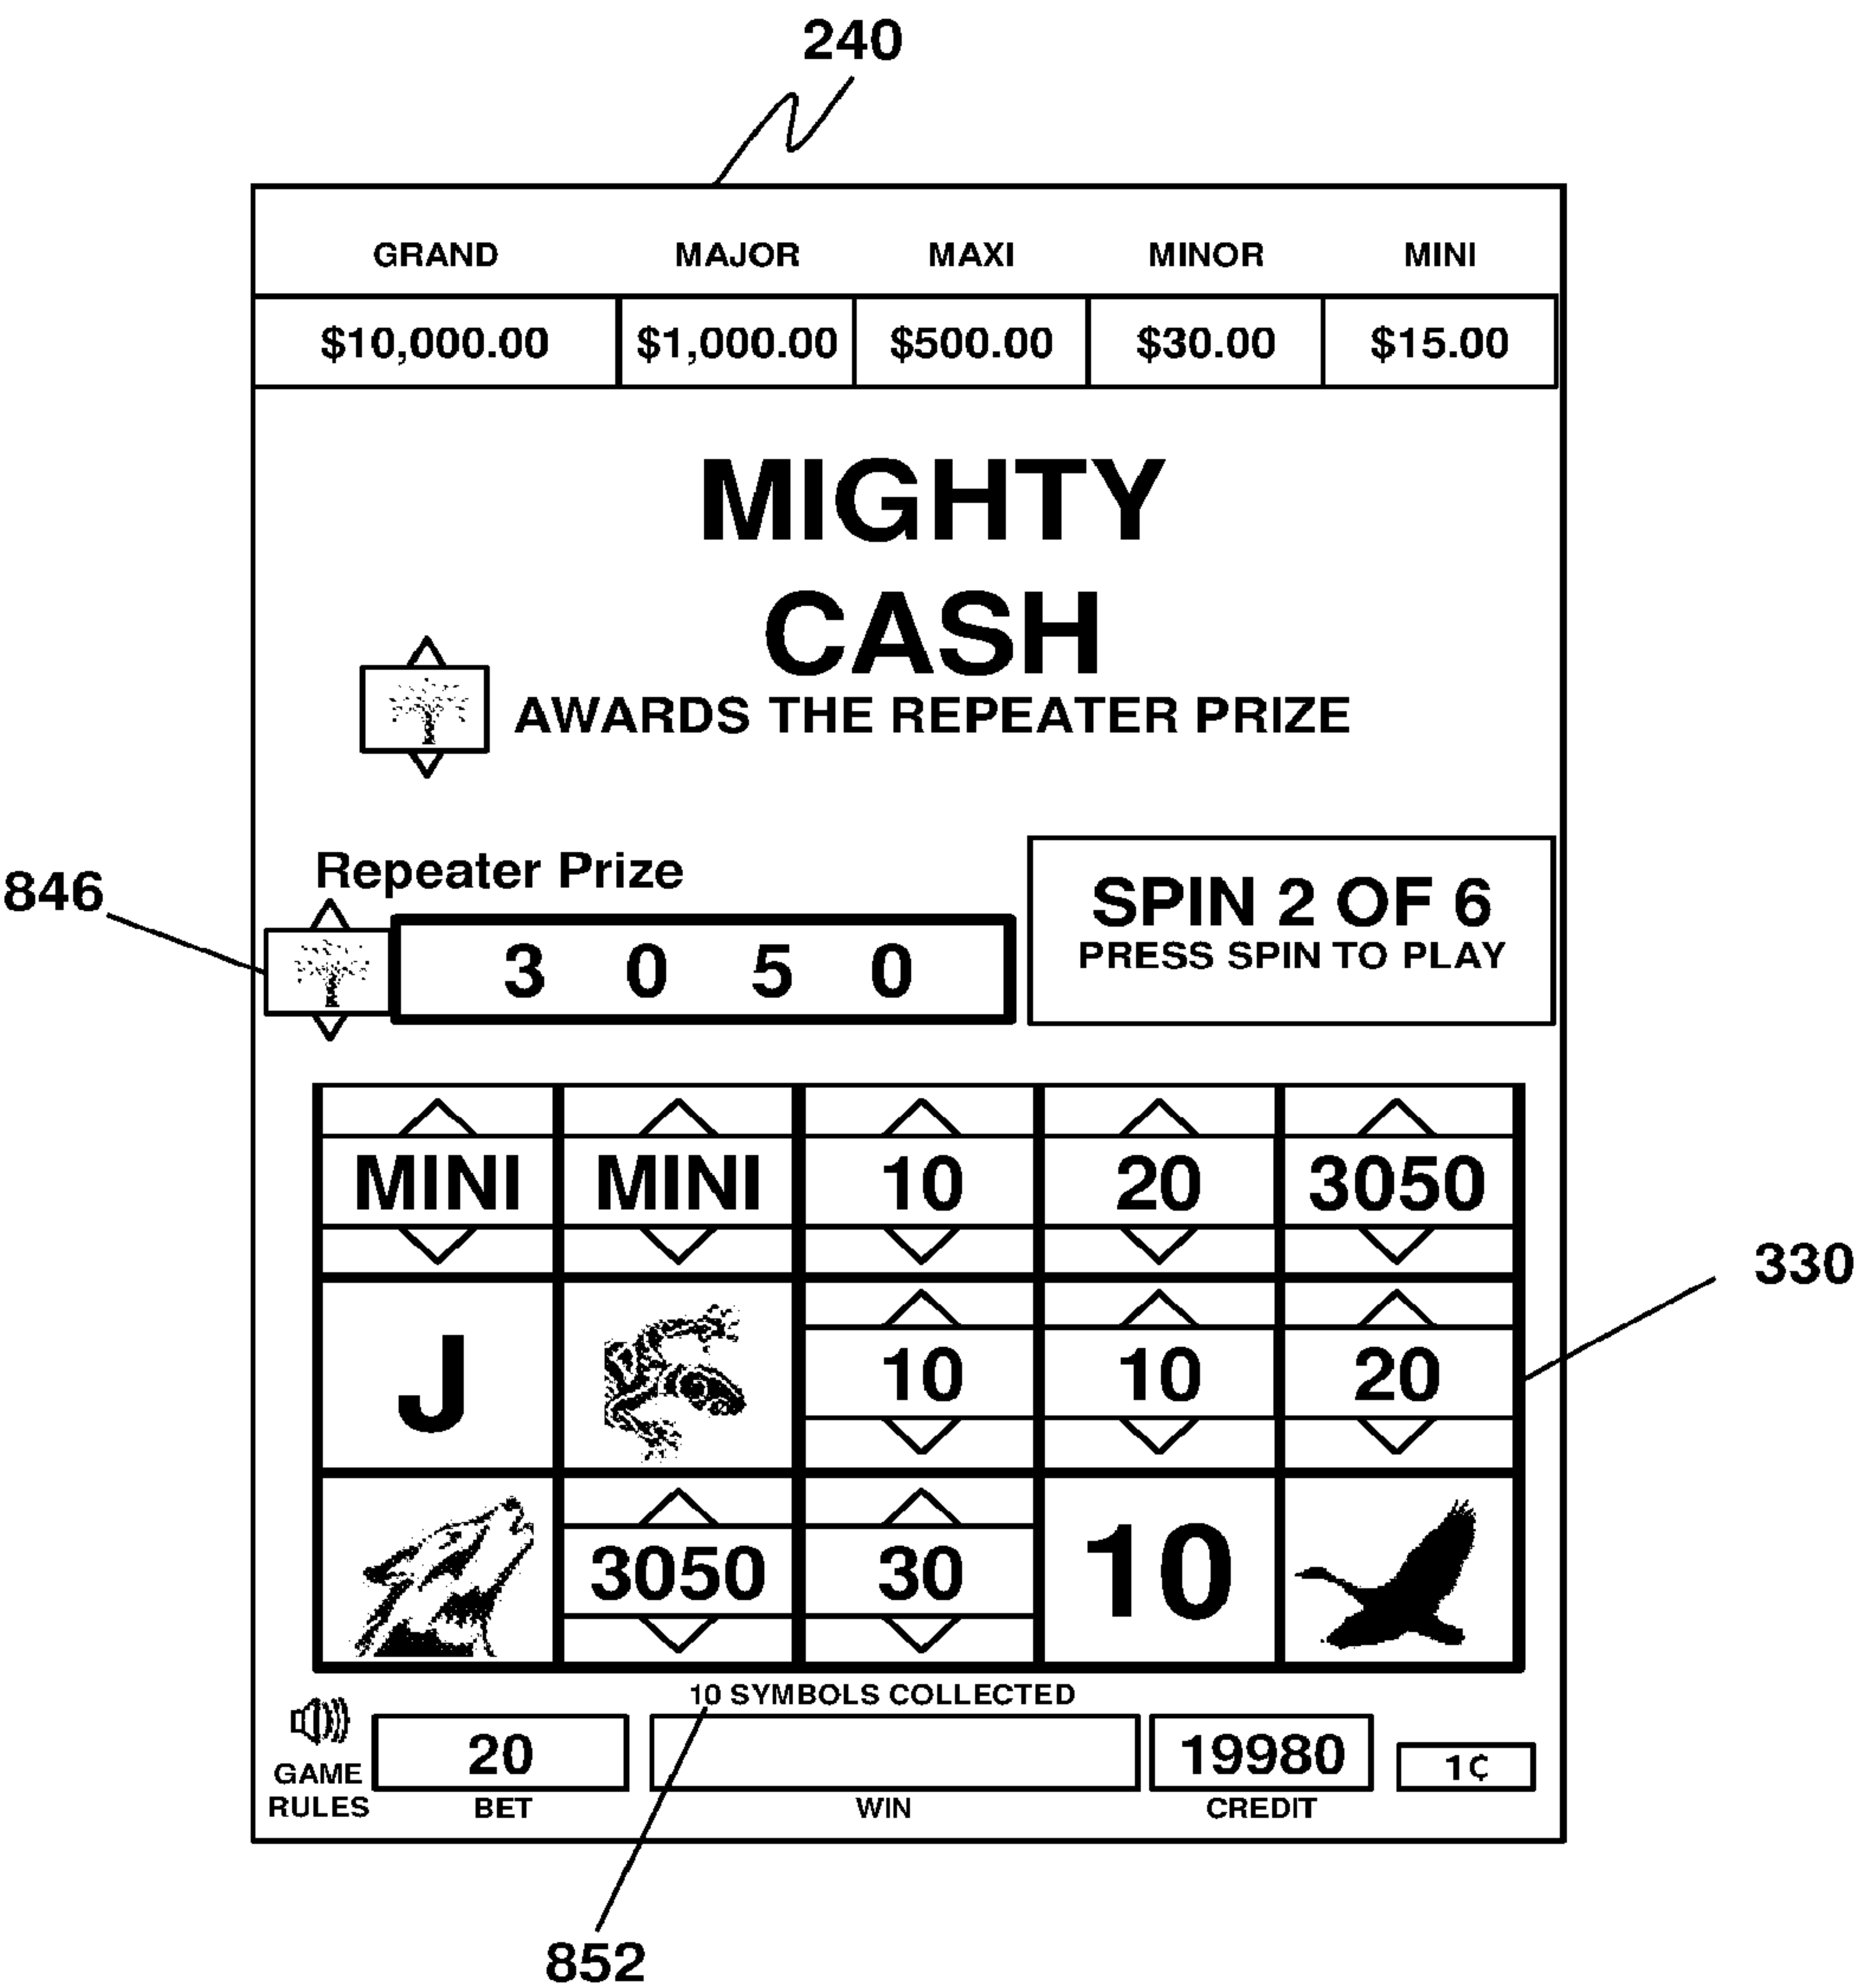 240
GRAND MAJOR MAXI MINOR MINI
$10,000.00 $1,000.00 $500.00 $30.00 $15.00
MIGHTY
CASH
AWARDS THE REPEATER PRIZE
846
Repeater Prize
3 0 5 0
SPIN 2 OF 6
PRESS SPIN TO PLAY
MINI MINI 10 20 3050
330
J 10 10 20
3050 30 10
10 SYMBOLS COLLECTED
GAME
RULES
20
BET
WIN
19980
CREDIT
1¢
852